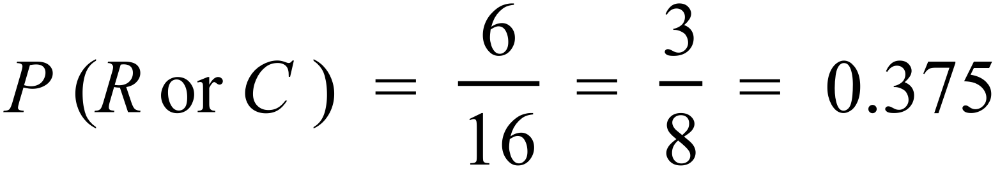 P (R or C) = 6/16 = 3/8 = 0.375